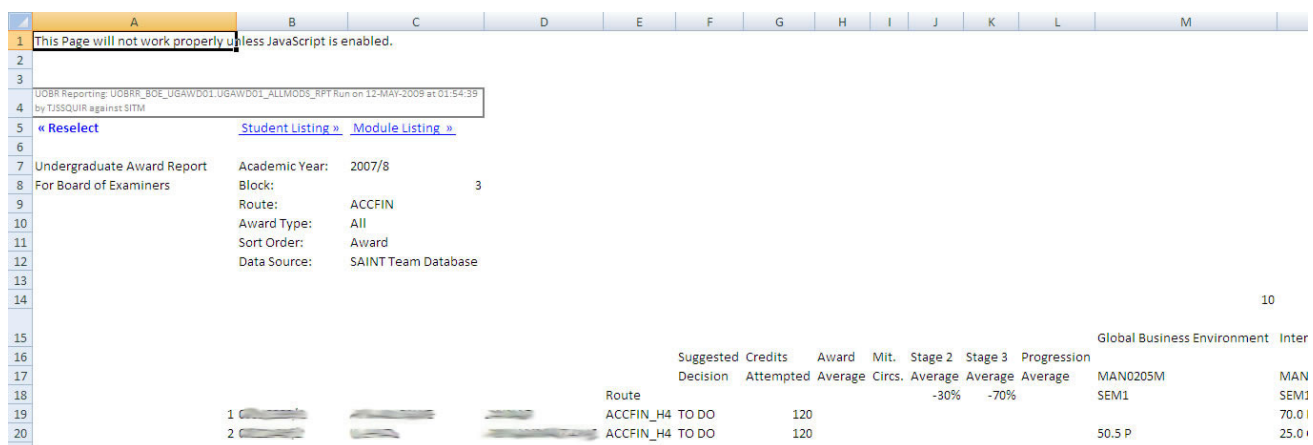 A B C D E F G H I J K L M
1 This Page will not work properly unless JavaScript is enabled.
2
3
UOBR Reporting: UOBRR_BOE_UGAWD01.UGAWD01_ALLMODS_RPT Run on 12-MAY-2009 at 01:54:39
4 by TJSSQUIR against SITM
5 « Reselect Student Listing » Module Listing »
6
7 Undergraduate Award Report Academic Year: 2007/8
8 For Board of Examiners Block: 3
9 Route: ACCFIN
10 Award Type: All
11 Sort Order: Award
12 Data Source: SAINT Team Database
13
14 10
15 Global Business Environment Inter
16 Suggested Credits Award Mit. Stage 2 Stage 3 Progression
17 Decision Attempted Average Circs. Average Average Average MAN0205M MAN
18 Route -30% -70% SEM1 SEM1
19 1 ACCFIN_H4 TO DO 120 70.0
20 2 ACCFIN_H4 TO DO 120 50.5 P 25.0